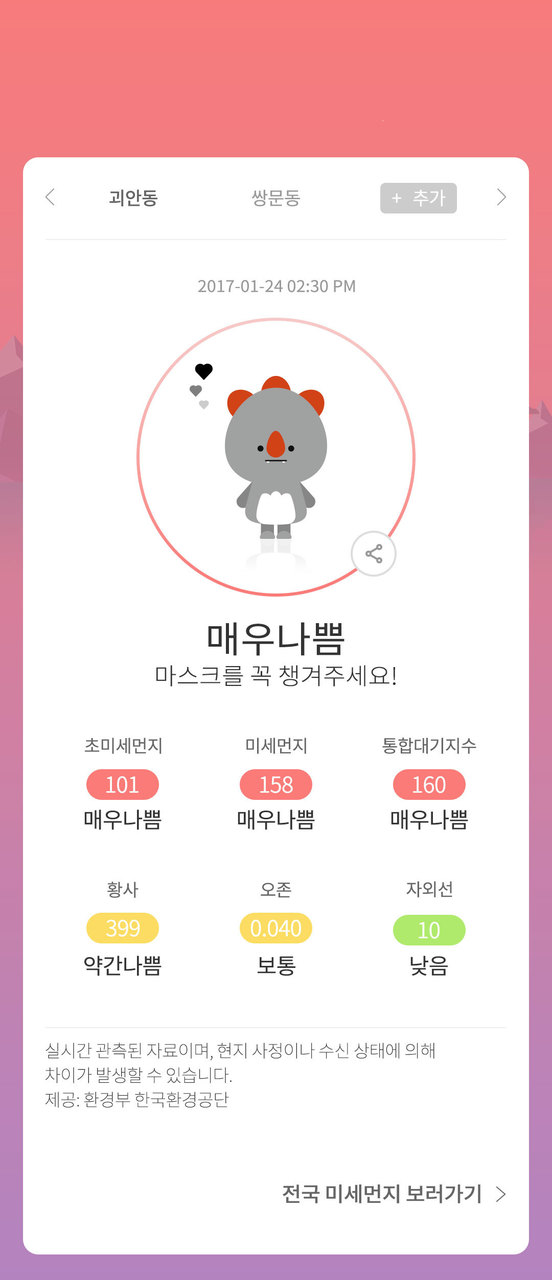 괴안동 쌍문동 + 추가
2017-01-24 02:30 PM
매우나쁨
마스크를 꼭 챙겨주세요!
초미세먼지 미세먼지 통합대기지수
101 158 160
매우나쁨 매우나쁨 매우나쁨
황사 오존 자외선
399 0.040 10
약간나쁨 보통 낮음
실시간 관측된 자료이며, 현지 사정이나 수신 상태에 의해
차이가 발생할 수 있습니다.
제공: 환경부 한국환경공단
전국 미세먼지 보러가기